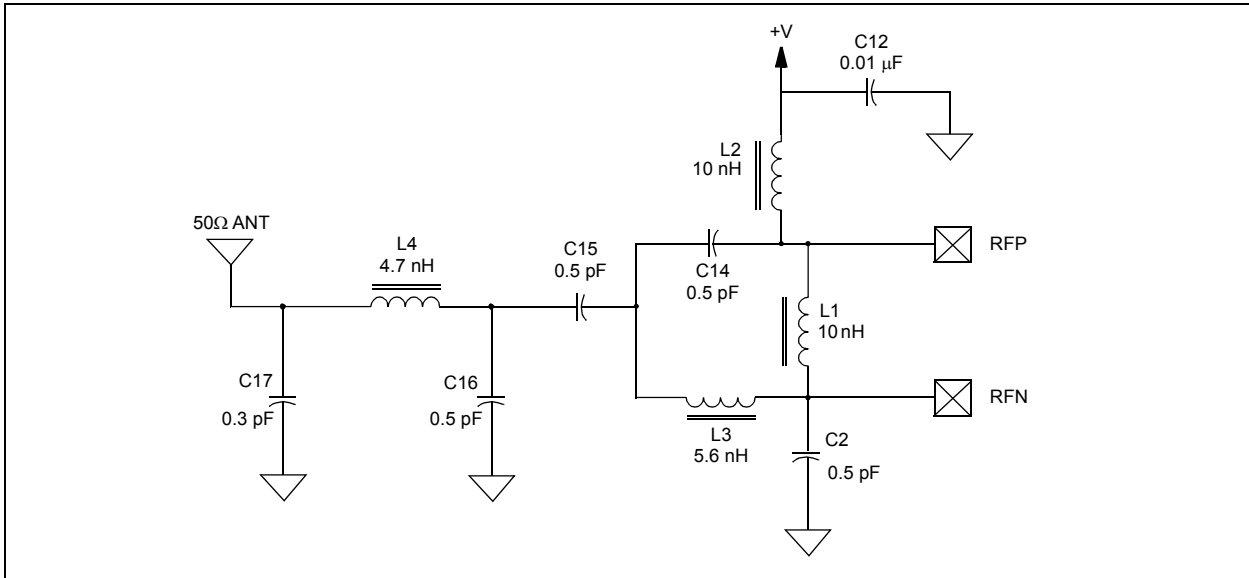 +V
C12
0.01 μF
L2
10 nH
50Ω ANT
L4
4.7 nH
C15
0.5 pF
C14
0.5 pF
RFP
L1
10 nH
C17
0.3 pF
C16
0.5 pF
L3
5.6 nH
RFN
C2
0.5 pF